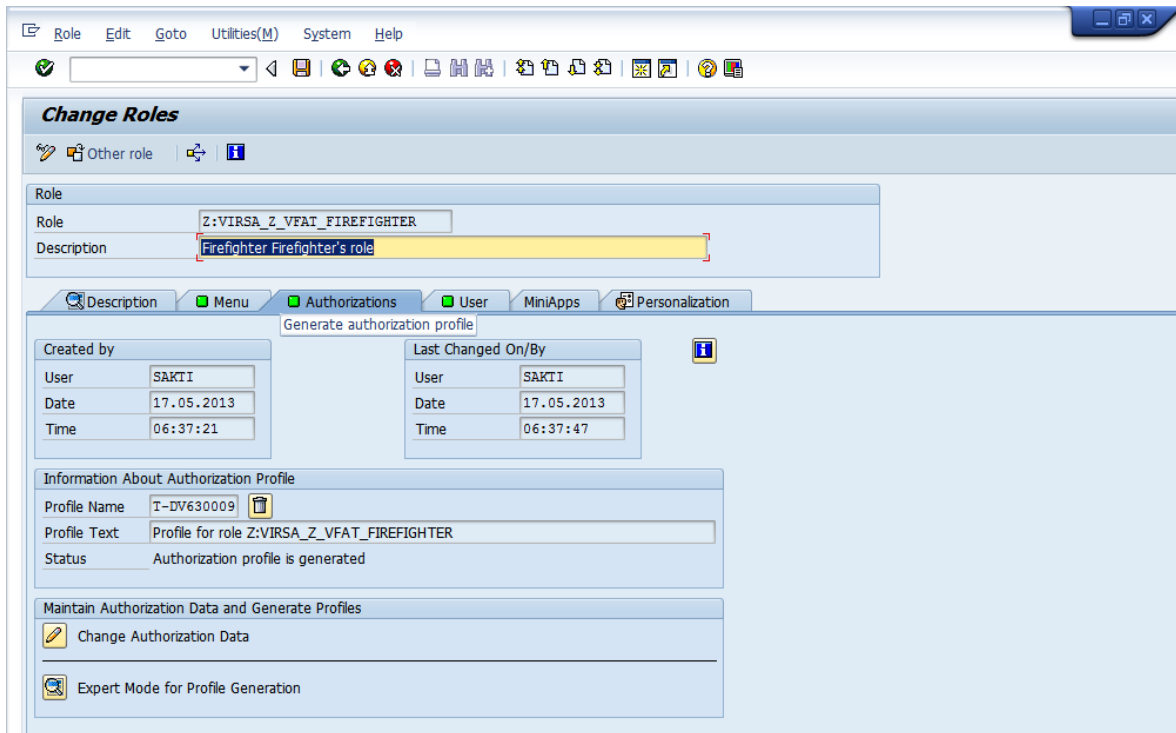 Role Edit Goto Utilities(M) System Help
Change Roles
Other role
Role
Role Z:VIRSA_Z_VFAT_FIREFIGHTER
Description Firefighter Firefighter's role
Description Menu Authorizations User MiniApps Personalization
Generate authorization profile
Created by Last Changed On/By
User SAKTI User SAKTI
Date 17.05.2013 Date 17.05.2013
Time 06:37:21 Time 06:37:47
Information About Authorization Profile
Profile Name T-DV630009
Profile Text Profile for role Z:VIRSA_Z_VFAT_FIREFIGHTER
Status Authorization profile is generated
Maintain Authorization Data and Generate Profiles
Change Authorization Data
Expert Mode for Profile Generation